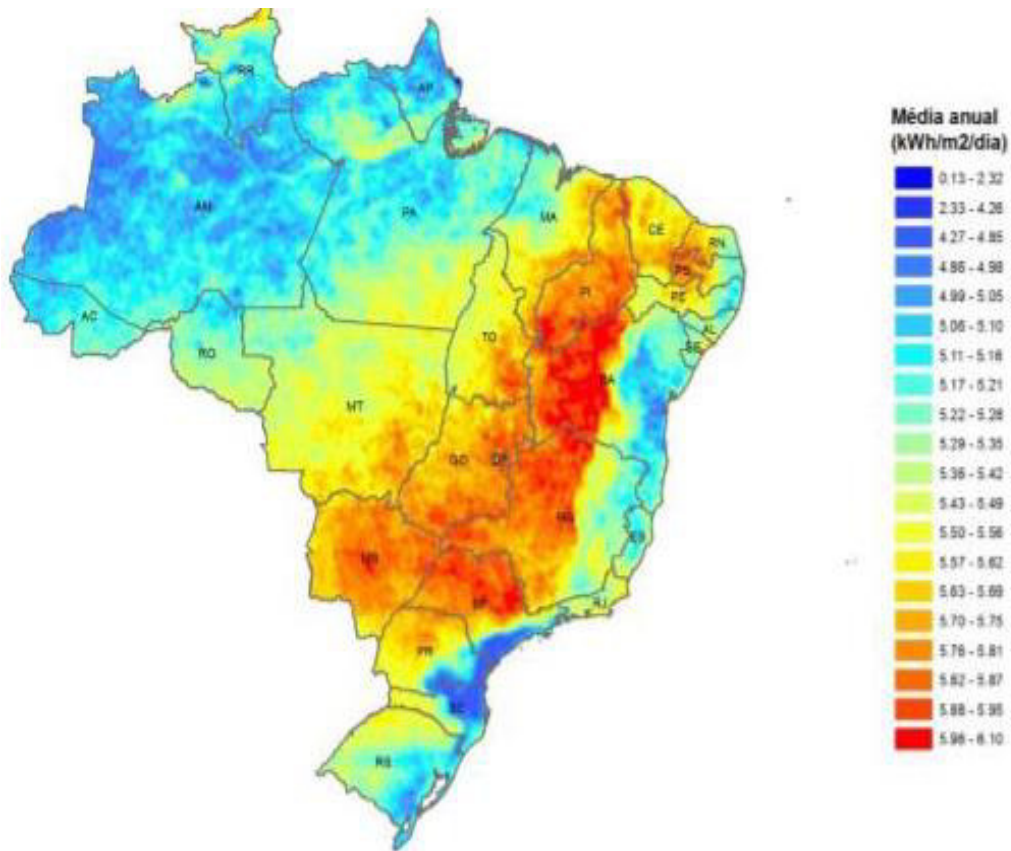 RR
AP
AM
PA
MA
CE
RN
PB
PI
PE
AC
AL
SE
TO
RO
BA
MT
GO
DF
MG
ES
MS
SP
RJ
PR
SC
RS
Média anual
(kWh/m2/dia)
0.13 - 2.32
2.33 - 4.26
4.27 - 4.85
4.86 - 4.98
4.99 - 5.05
5.06 - 5.10
5.11 - 5.16
5.17 - 5.21
5.22 - 5.28
5.29 - 5.35
5.36 - 5.42
5.43 - 5.49
5.50 - 5.56
5.57 - 5.62
5.63 - 5.69
5.70 - 5.75
5.76 - 5.81
5.82 - 5.87
5.88 - 5.95
5.96 - 6.10